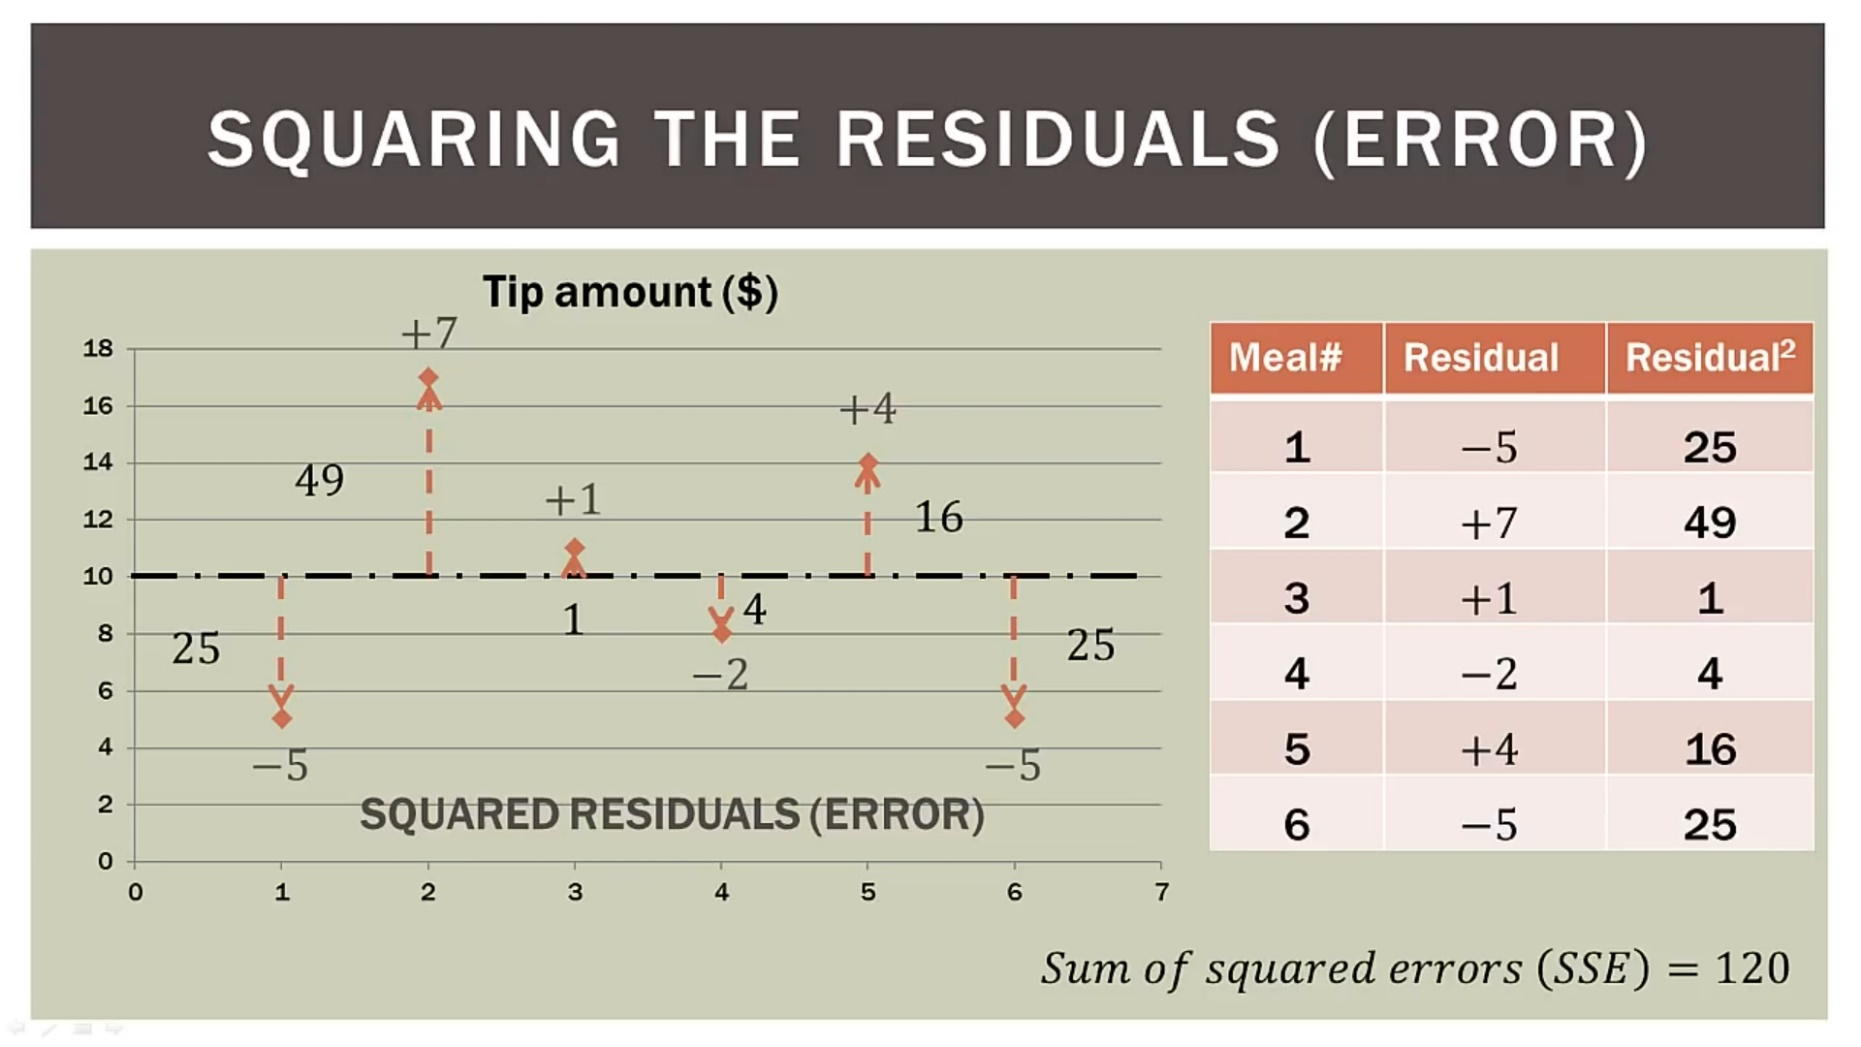 SQUARING THE RESIDUALS (ERROR)
Tip amount ($)
+7
18
16
+4
14
49
+1
16
12
10
1
4
8
25
25
−2
6
4
−5
−5
2
SQUARED RESIDUALS (ERROR)
0
0 1 2 3 4 5 6 7
Meal# Residual Residual²
1 −5 25
2 +7 49
3 +1 1
4 −2 4
5 +4 16
6 −5 25
Sum of squared errors (SSE) = 120